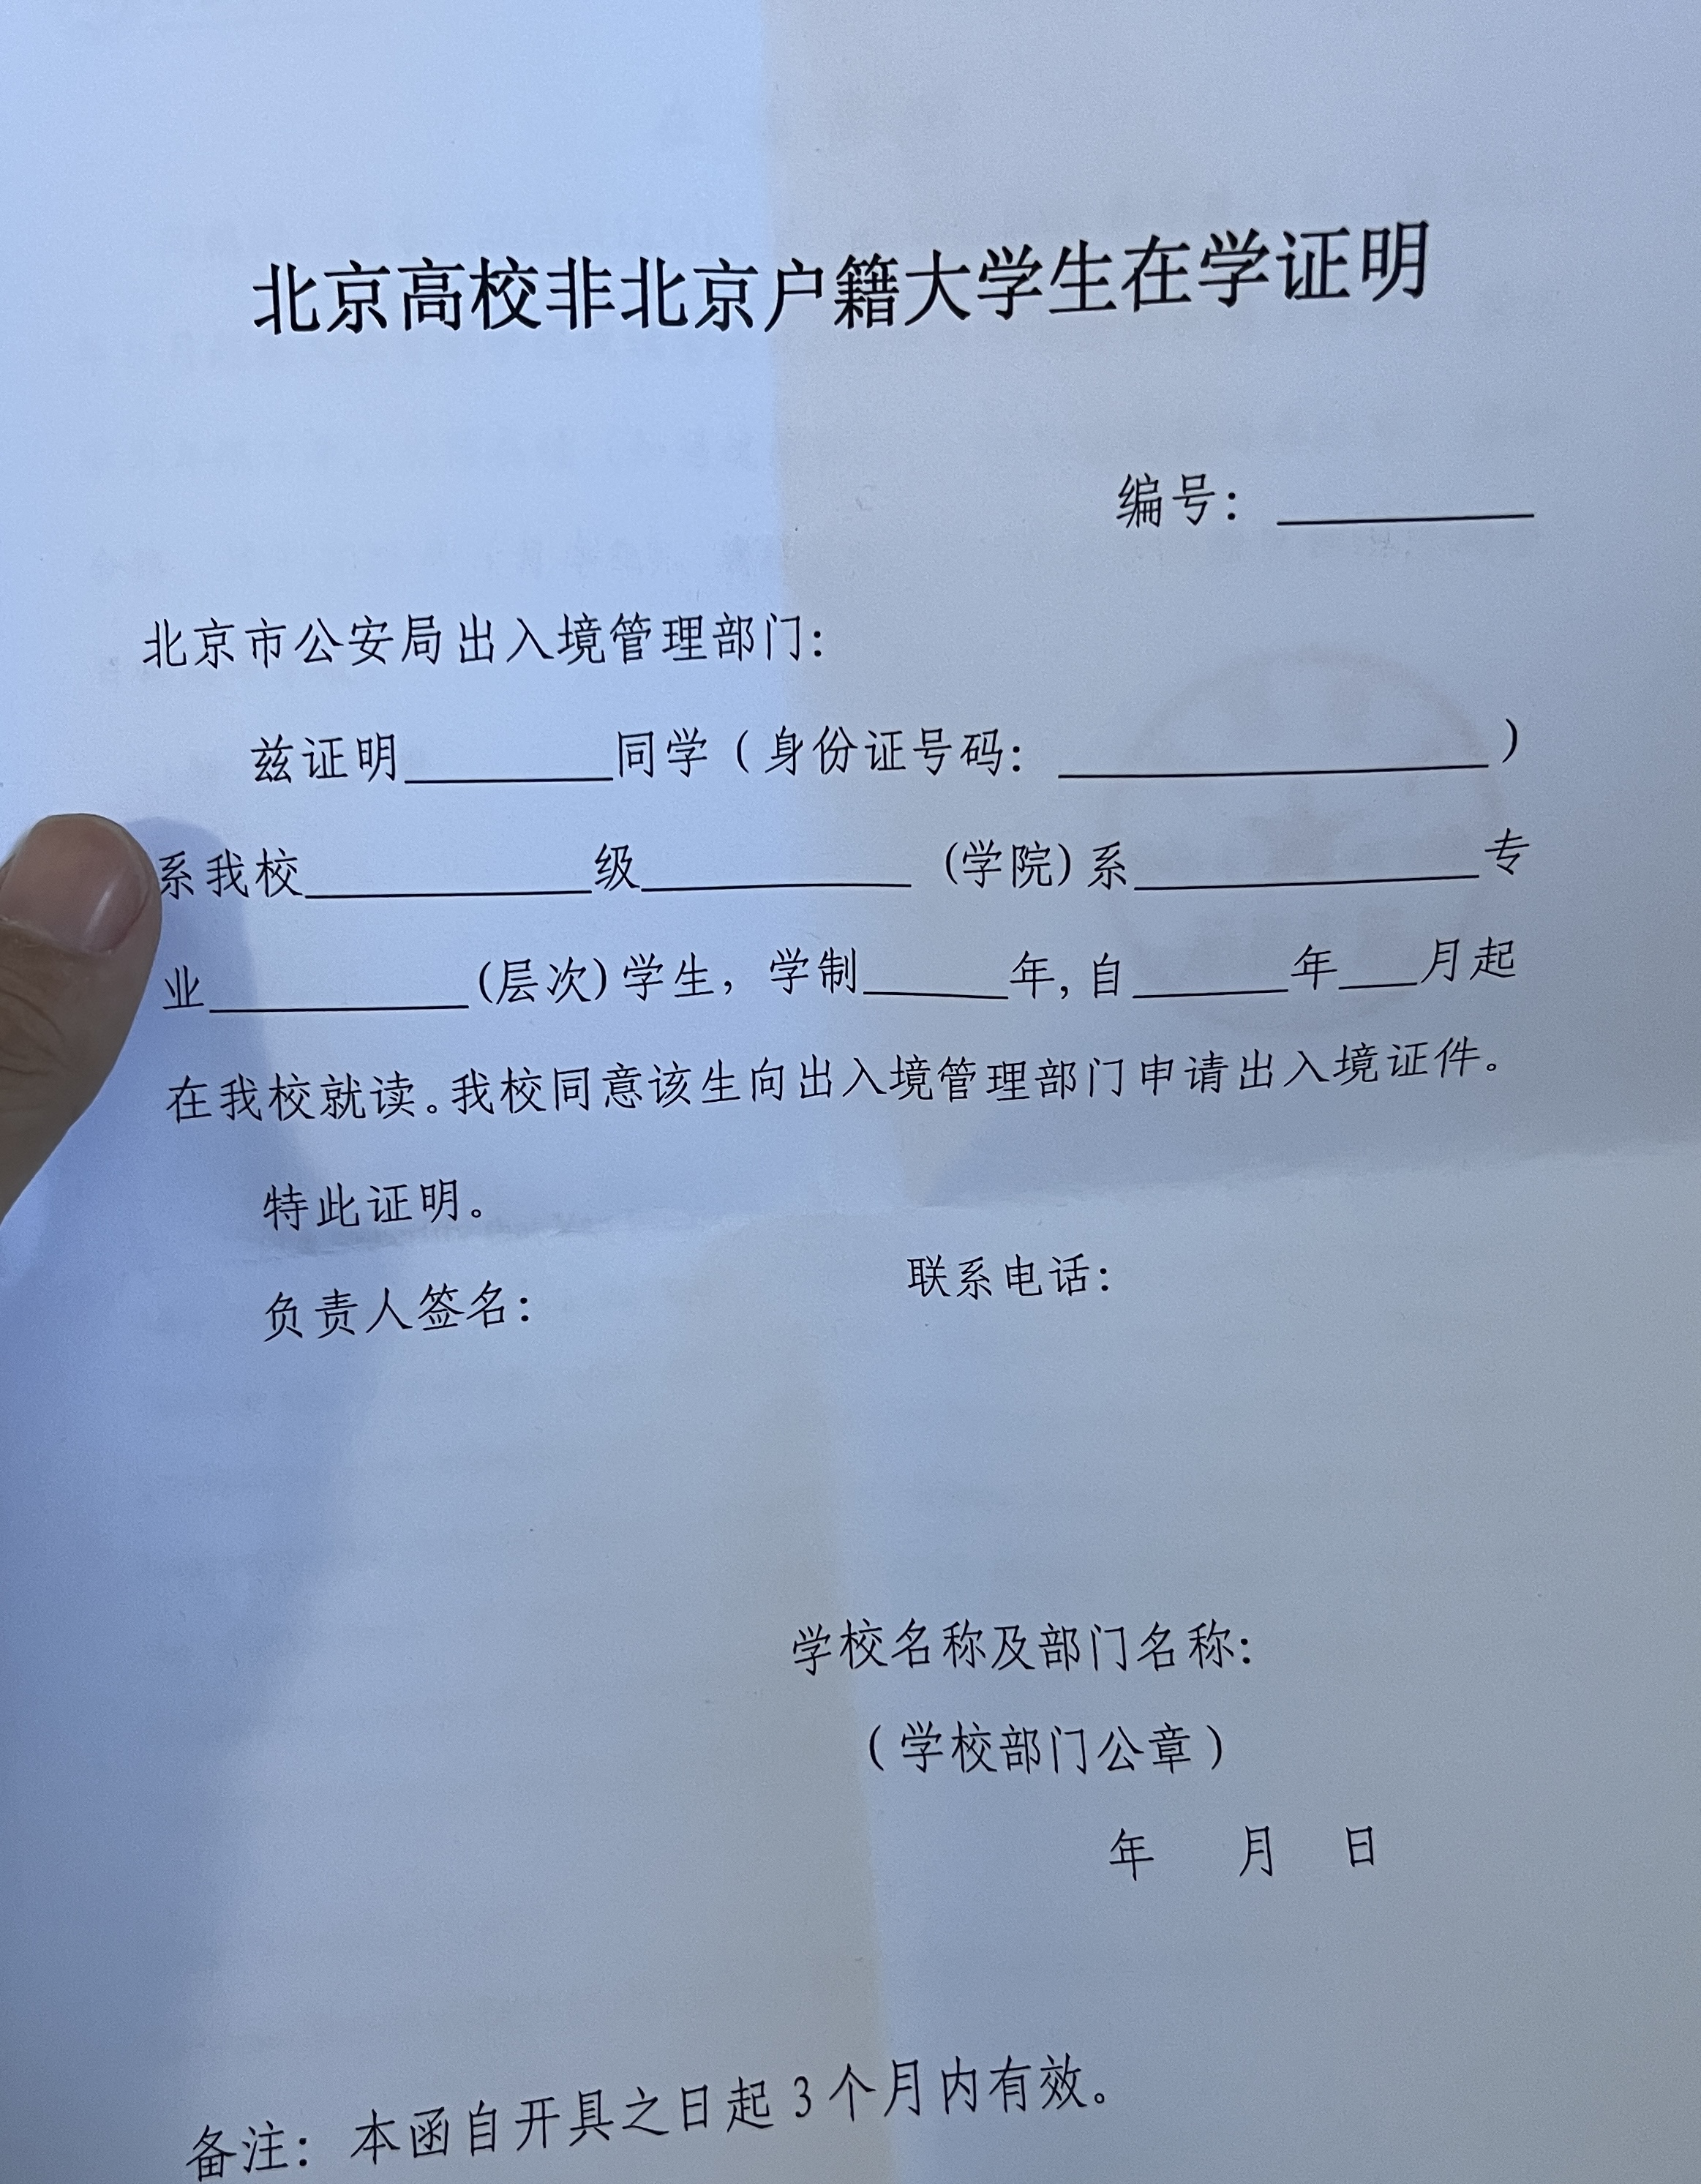 北京高校非北京户籍大学生在学证明
编号：__________
北京市公安局出入境管理部门：
兹证明________同学（身份证号码：________________）
系我校___________级__________ (学院)系_____________专
业__________(层次)学生，学制_____年,自______年___月起
在我校就读。我校同意该生向出入境管理部门申请出入境证件。
特此证明。
负责人签名： 联系电话：
学校名称及部门名称：
（学校部门公章）
年 月 日
备注：本函自开具之日起3个月内有效。